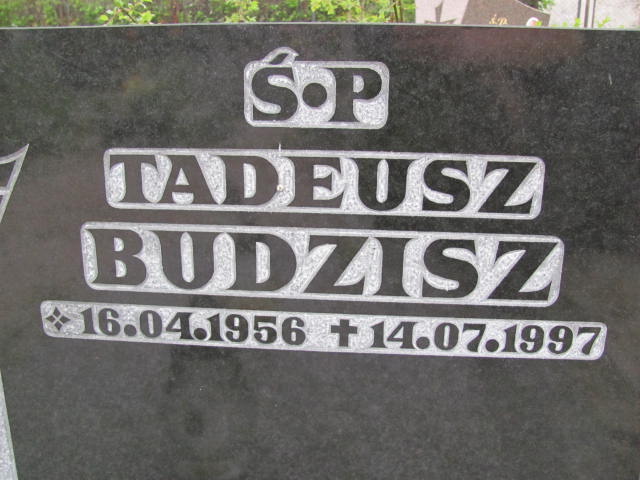 Ś•P
TADEUSZ
BUDZISZ
16.04.1956 ✝ 14.07.1997
ś.p.